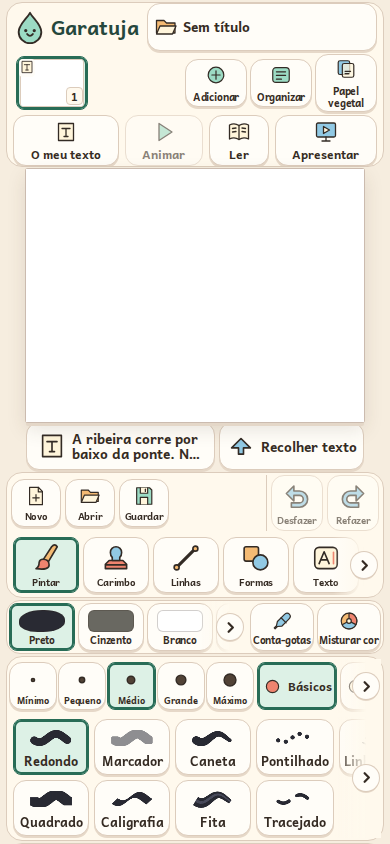 Garatuja
Sem título
1
Adicionar
Organizar
Papel
vegetal
O meu texto
Animar
Ler
Apresentar
A ribeira corre por
baixo da ponte. N...
Recolher texto
Novo
Abrir
Guardar
Desfazer
Refazer
Pintar
Carimbo
Linhas
Formas
Texto
Preto
Cinzento
Branco
Conta-gotas
Misturar cor
Mínimo
Pequeno
Médio
Grande
Máximo
Básicos
Redondo
Marcador
Caneta
Pontilhado
Quadrado
Caligrafia
Fita
Tracejado